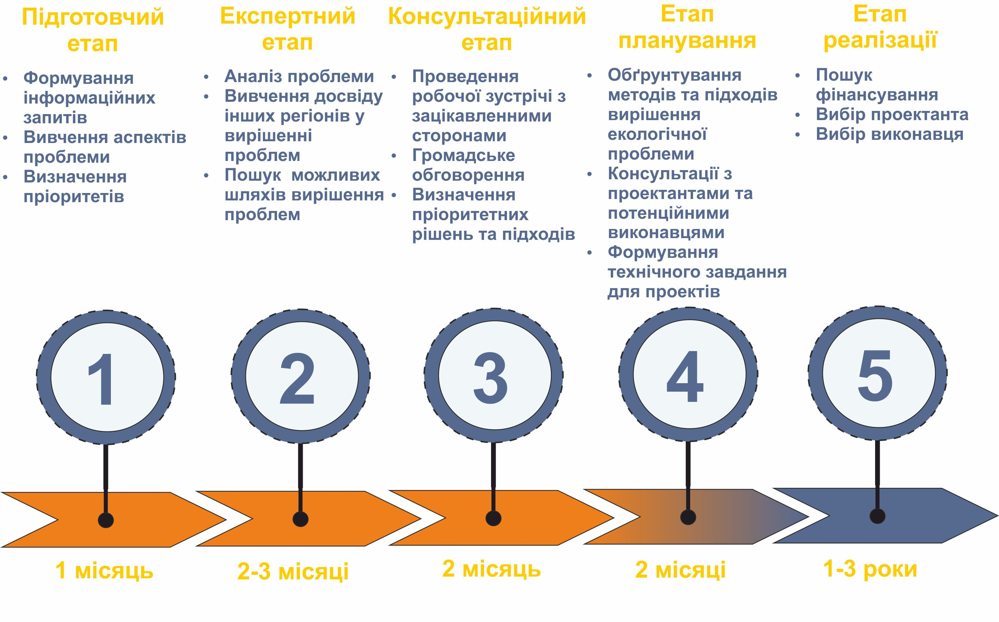 Підготовчий
етап
• Формування
інформаційних
запитів
• Вивчення аспектів
проблеми
• Визначення
пріоритетів
Експертний
етап
• Аналіз проблеми
• Вивчення досвіду
інших регіонів у
вирішенні
проблем
• Пошук можливих
шляхів вирішення
проблем
Консультаційний
етап
• Проведення
робочої зустрічі з
зацікавленними
сторонами
• Громадське
обговорення
• Визначення
пріоритетних
рішень та підходів
Етап
планування
• Обґрунтування
методів та підходів
вирішення
екологічної
проблеми
• Консультації з
проектантами та
потенційними
виконавцями
• Формування
технічного завдання
для проектів
Етап
реалізації
• Пошук
фінансування
• Вибір проектанта
• Вибір виконавця
1
2
3
4
5
1 місяць
2-3 місяці
2 місяць
2 місяці
1-3 роки